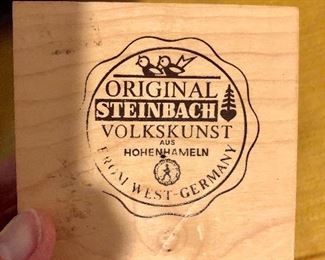 ORIGINAL
STEINBACH
VOLKSKUNST
AUS
HOHENHAMELN
FROM WEST-GERMANY